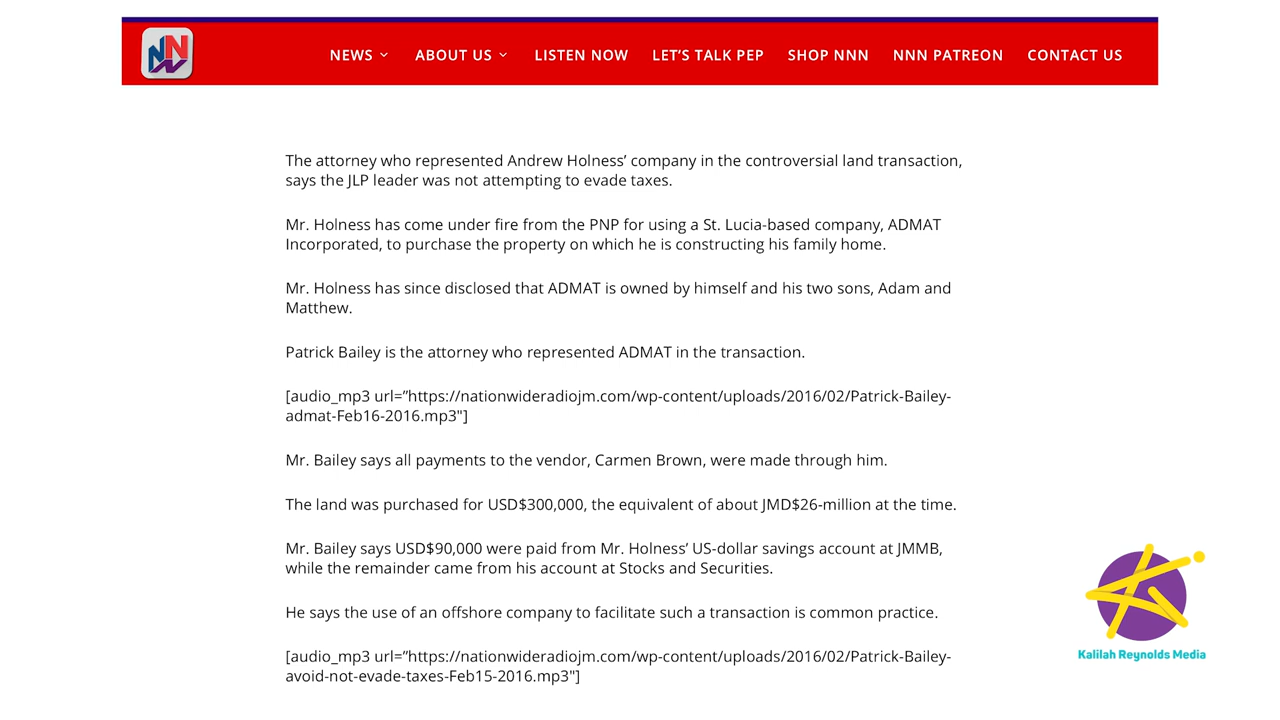 NEWS ABOUT US LISTEN NOW LET’S TALK PEP SHOP NNN NNN PATREON CONTACT US
The attorney who represented Andrew Holness’ company in the controversial land transaction,
says the JLP leader was not attempting to evade taxes.
Mr. Holness has come under fire from the PNP for using a St. Lucia-based company, ADMAT
Incorporated, to purchase the property on which he is constructing his family home.
Mr. Holness has since disclosed that ADMAT is owned by himself and his two sons, Adam and
Matthew.
Patrick Bailey is the attorney who represented ADMAT in the transaction.
[audio_mp3 url=”https://nationwideradiojm.com/wp-content/uploads/2016/02/Patrick-Bailey-
admat-Feb16-2016.mp3"]
Mr. Bailey says all payments to the vendor, Carmen Brown, were made through him.
The land was purchased for USD$300,000, the equivalent of about JMD$26-million at the time.
Mr. Bailey says USD$90,000 were paid from Mr. Holness’ US-dollar savings account at JMMB,
while the remainder came from his account at Stocks and Securities.
He says the use of an offshore company to facilitate such a transaction is common practice.
[audio_mp3 url=”https://nationwideradiojm.com/wp-content/uploads/2016/02/Patrick-Bailey-
avoid-not-evade-taxes-Feb15-2016.mp3"]
Kalilah Reynolds Media